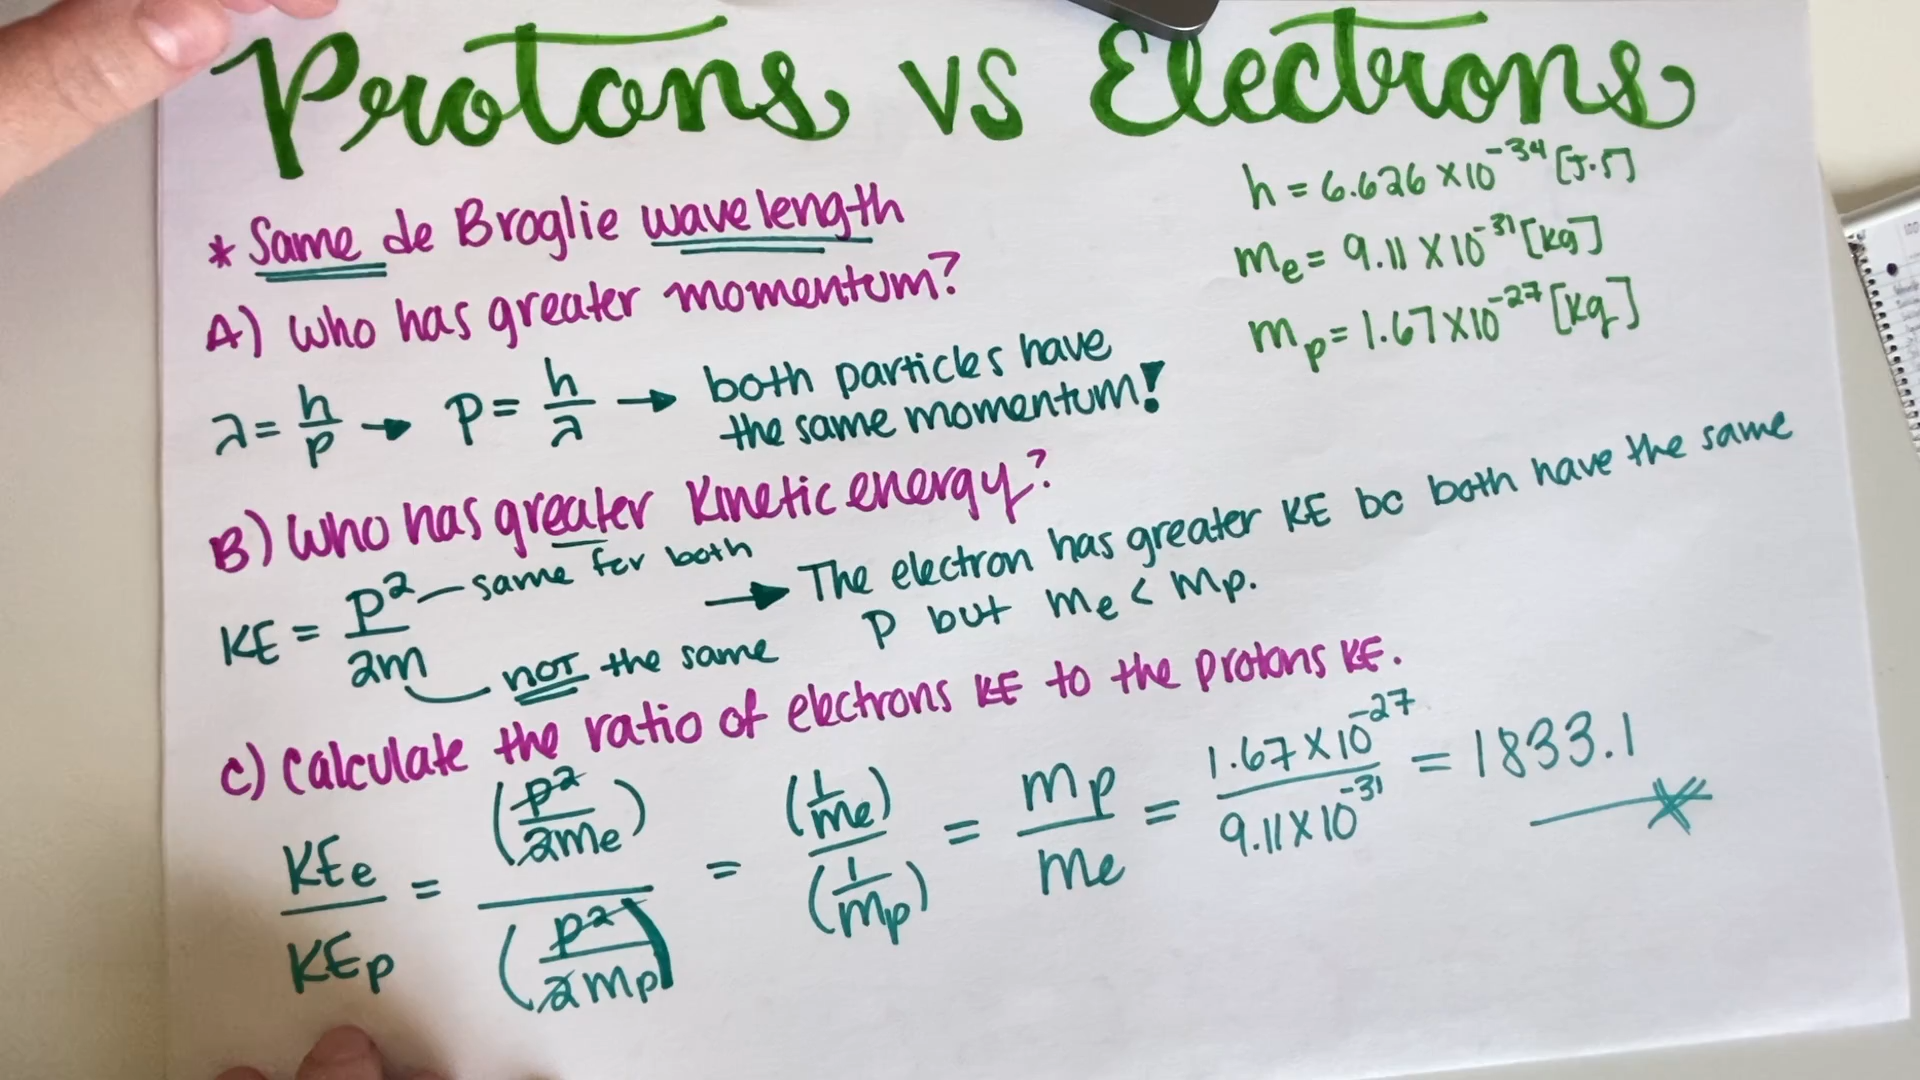 Protons vs Electrons
h = 6.626 x 10^-34 [J.s]
me = 9.11 x 10^-31 [kg]
mp = 1.67 x 10^-27 [kg]
* Same de Broglie wavelength
A) Who has greater momentum?
λ = h/p → P = h/λ → both particles have
the same momentum!
B) Who has greater Kinetic energy?
KE = p²/2m
same for both
NOT the same
→ The electron has greater KE bc both have the same
P but me < mp.
C) Calculate the ratio of electrons KE to the protons KE.
KEe/KEp = (p²/2me)/(p²/2mp) = (1/me)/(1/mp) = mp/me = 1.67 x 10^-27/9.11 x 10^-31 = 1833.1